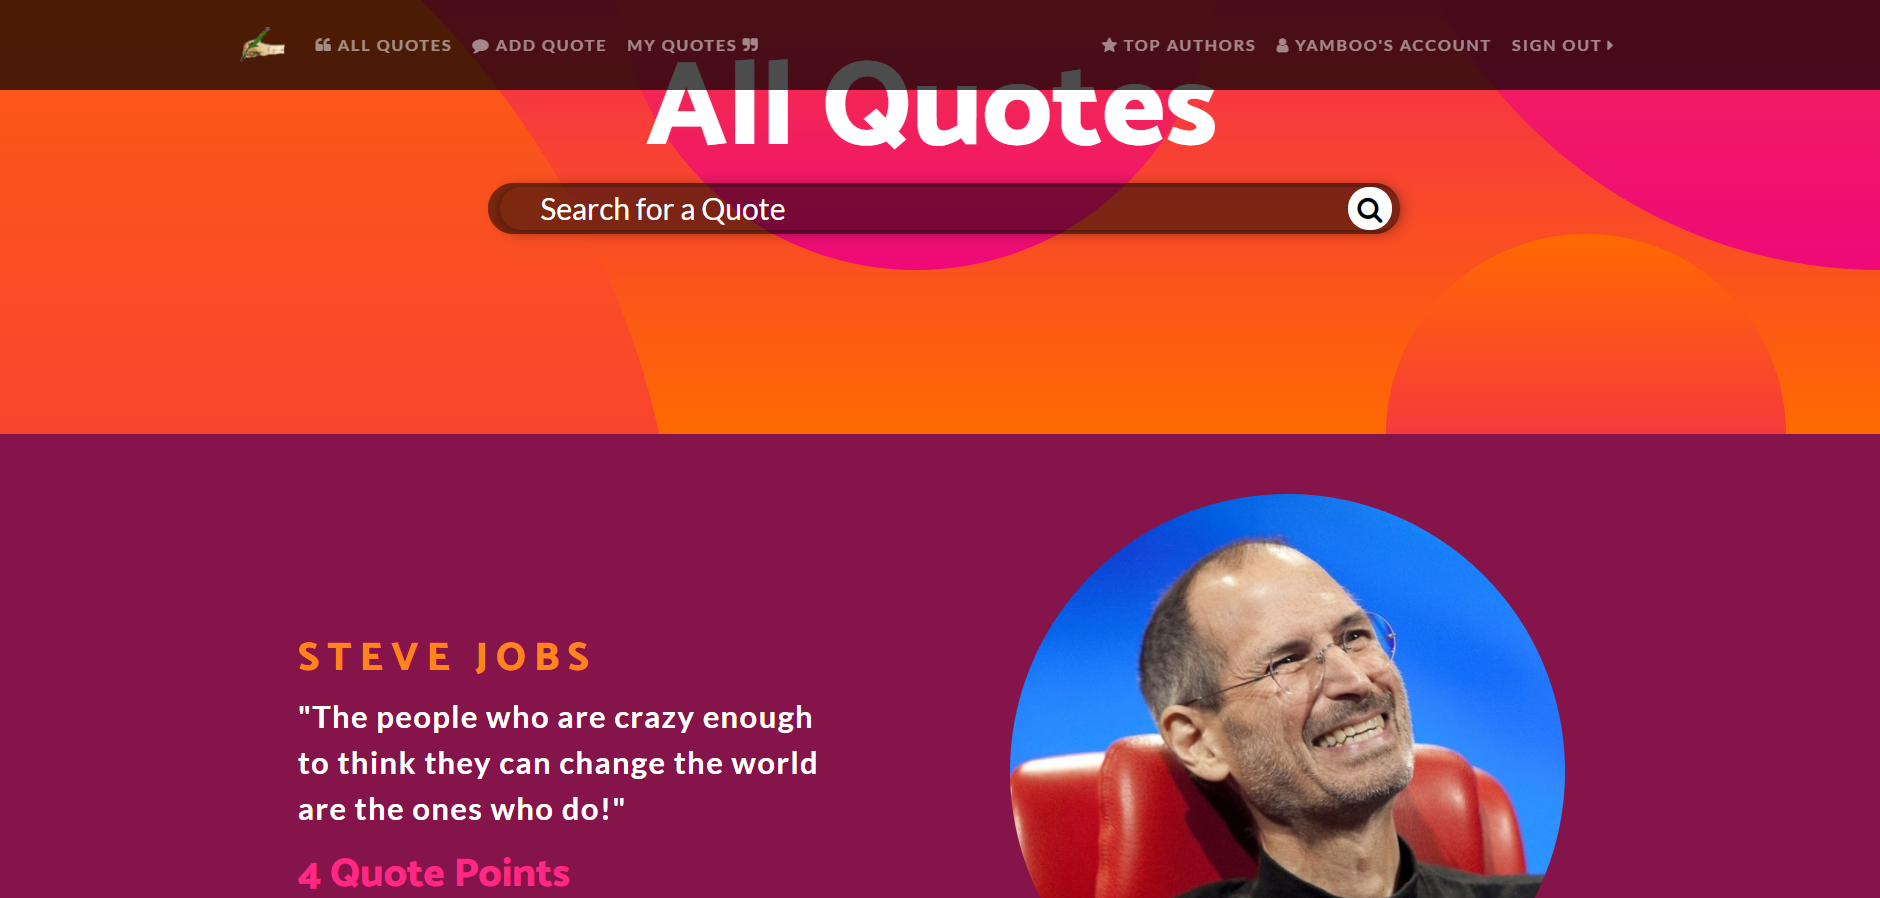 ALL QUOTES ADD QUOTE MY QUOTES TOP AUTHORS YAMBOO'S ACCOUNT SIGN OUT
All Quotes
Search for a Quote
STEVE JOBS
"The people who are crazy enough
to think they can change the world
are the ones who do!"
4 Quote Points